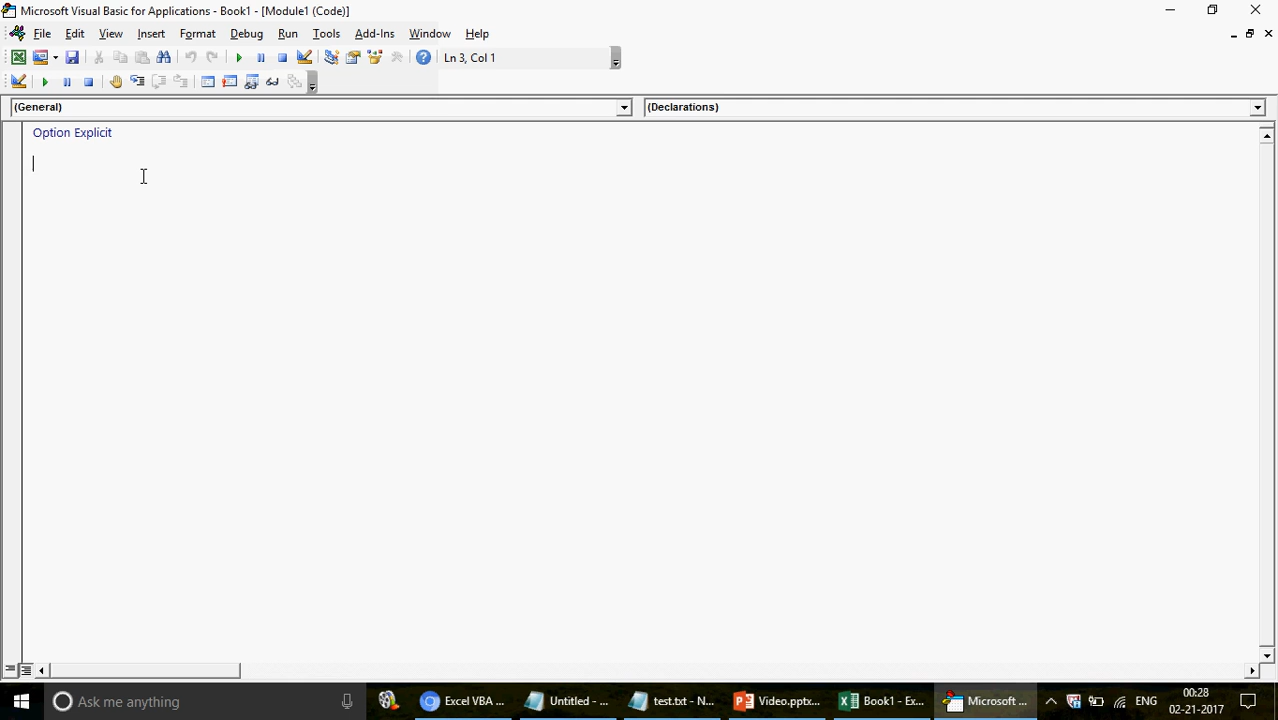 Microsoft Visual Basic for Applications - Book1 - [Module1 (Code)]
File Edit View Insert Format Debug Run Tools Add-Ins Window Help
Ln 3, Col 1
(General) (Declarations)
Option Explicit
Ask me anything Excel VBA ... Untitled - ... test.txt - N... Video.pptx... Book1 - Ex... Microsoft ... ENG 00:28
02-21-2017